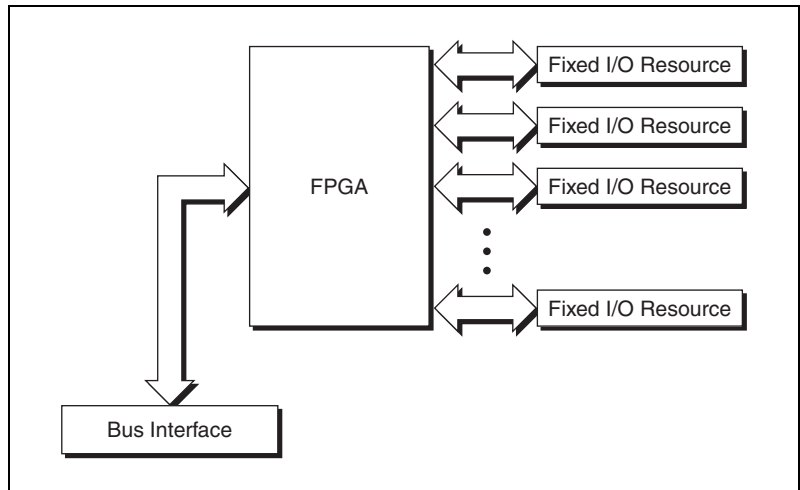 Fixed I/O Resource
Fixed I/O Resource
FPGA
Fixed I/O Resource
Fixed I/O Resource
Bus Interface